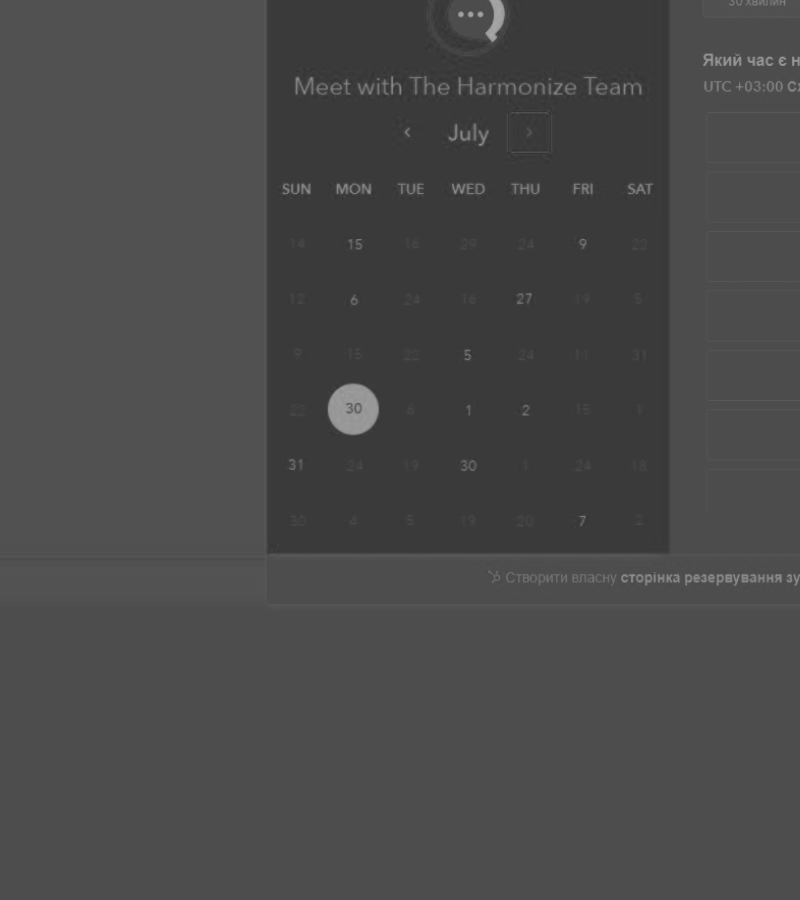 30 хвилин
Який час є н
UTC +03:00 Сх
Meet with The Harmonize Team
July
SUN MON TUE WED THU FRI SAT
14 15 16 29 24 9 22
12 6 24 16 27 19 5
9 15 22 5 24 11 31
22 30 6 1 2 15 1
31 24 19 30 1 24 18
30 4 5 19 20 7 2
Створити власну сторінка резервування зу